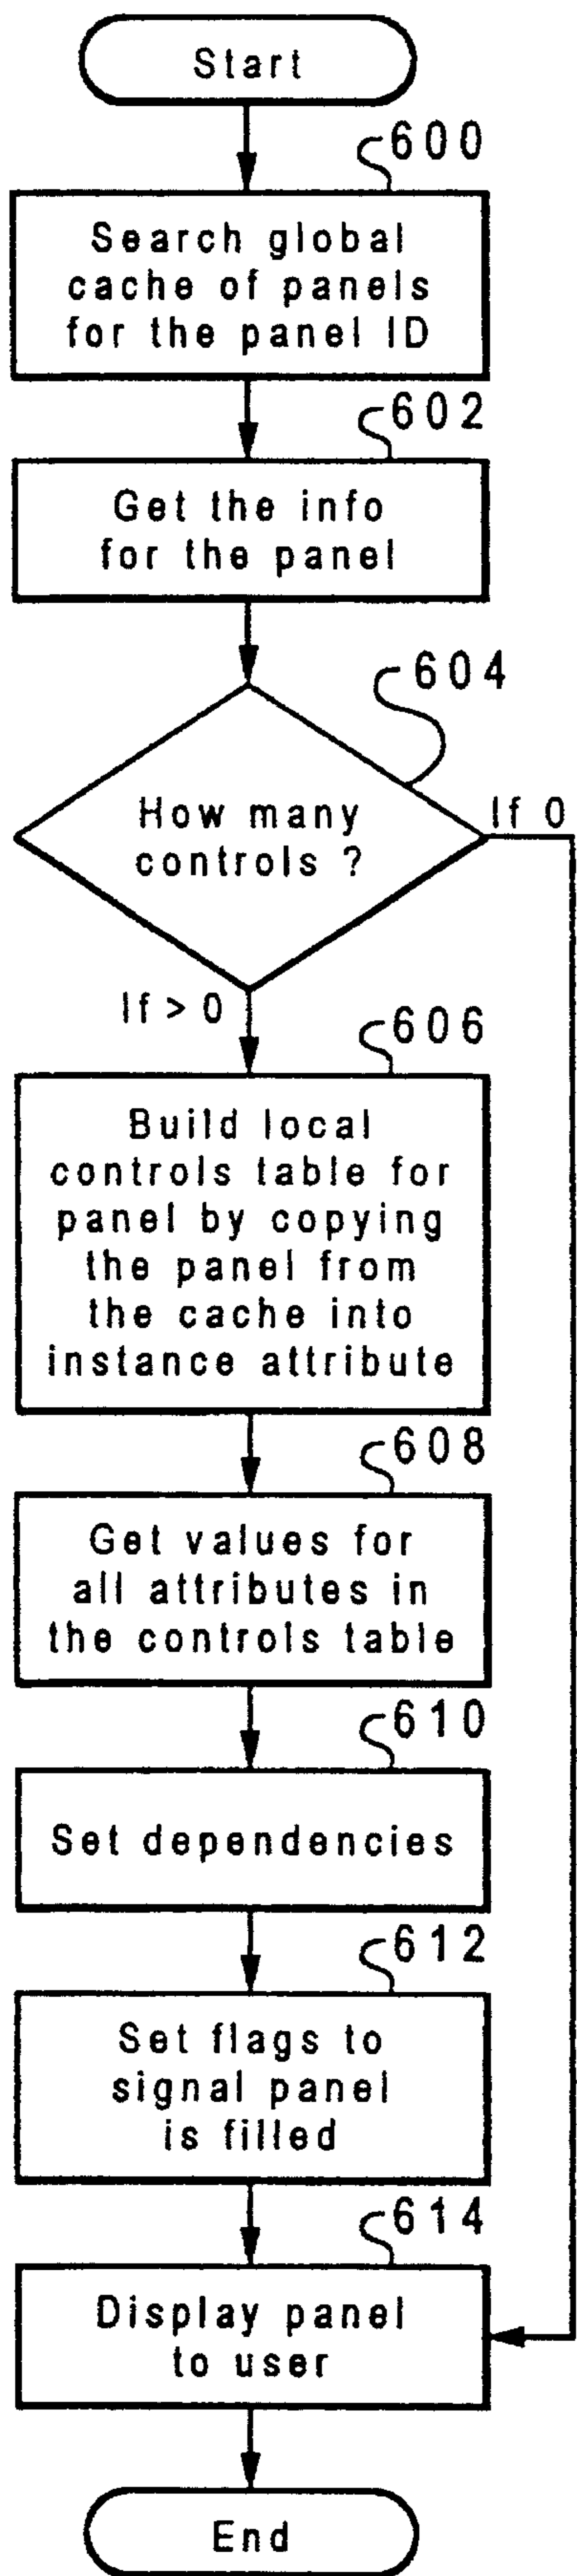 Start
600
Search global
cache of panels
for the panel ID
602
Get the info
for the panel
604
How many
controls ?
If 0
If > 0
606
Build local
controls table for
panel by copying
the panel from
the cache into
instance attribute
608
Get values for
all attributes in
the controls table
610
Set dependencies
612
Set flags to
signal panel
is filled
614
Display panel
to user
End